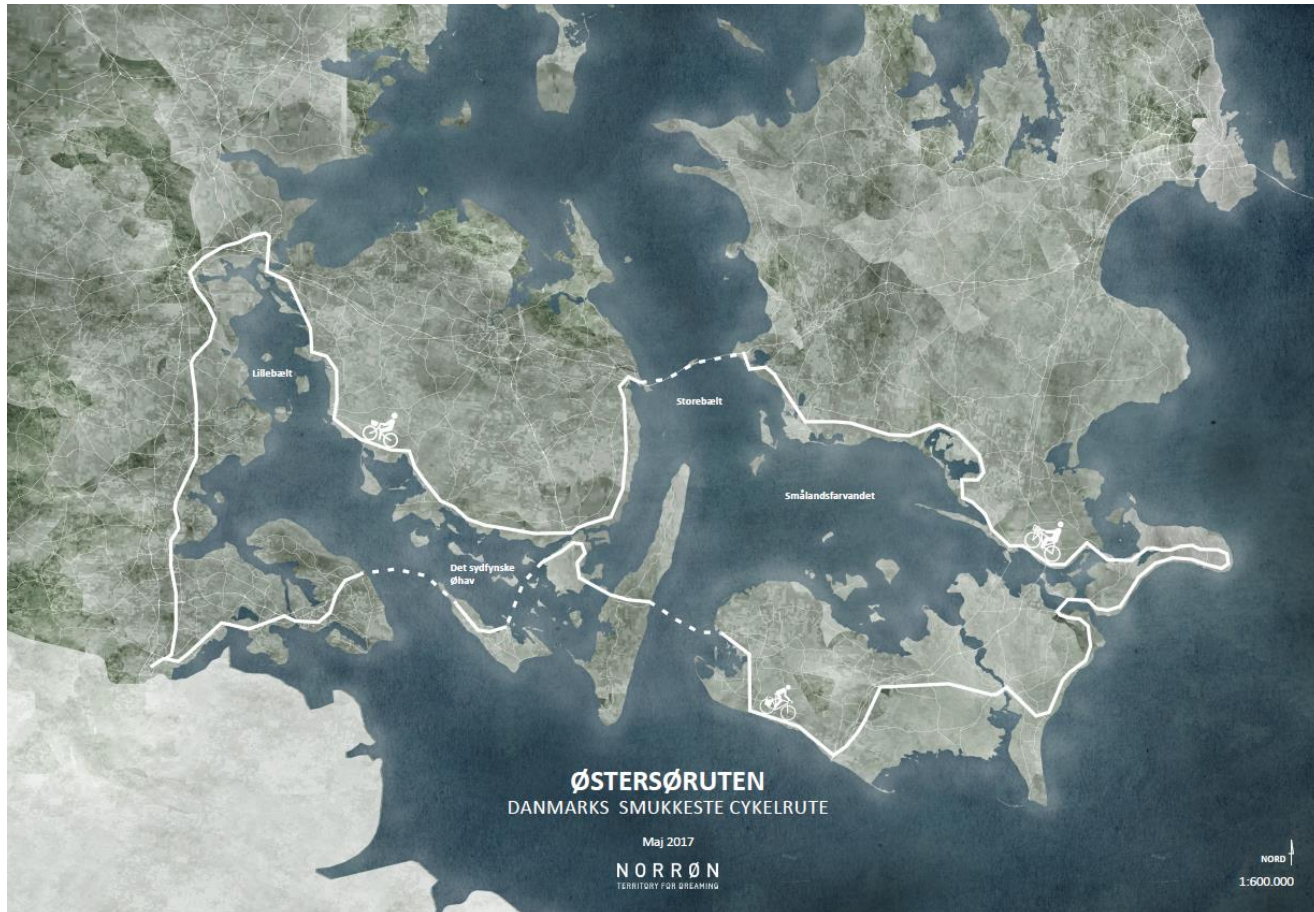 Lillebælt
Storebælt
Smålandsfarvandet
Det sydfynske
Øhav
ØSTERSØRUTEN
DANMARKS SMUKKESTE CYKELRUTE
Maj 2017
NORRØN
TERRITORY FOR DREAMING
NORD
1:600.000